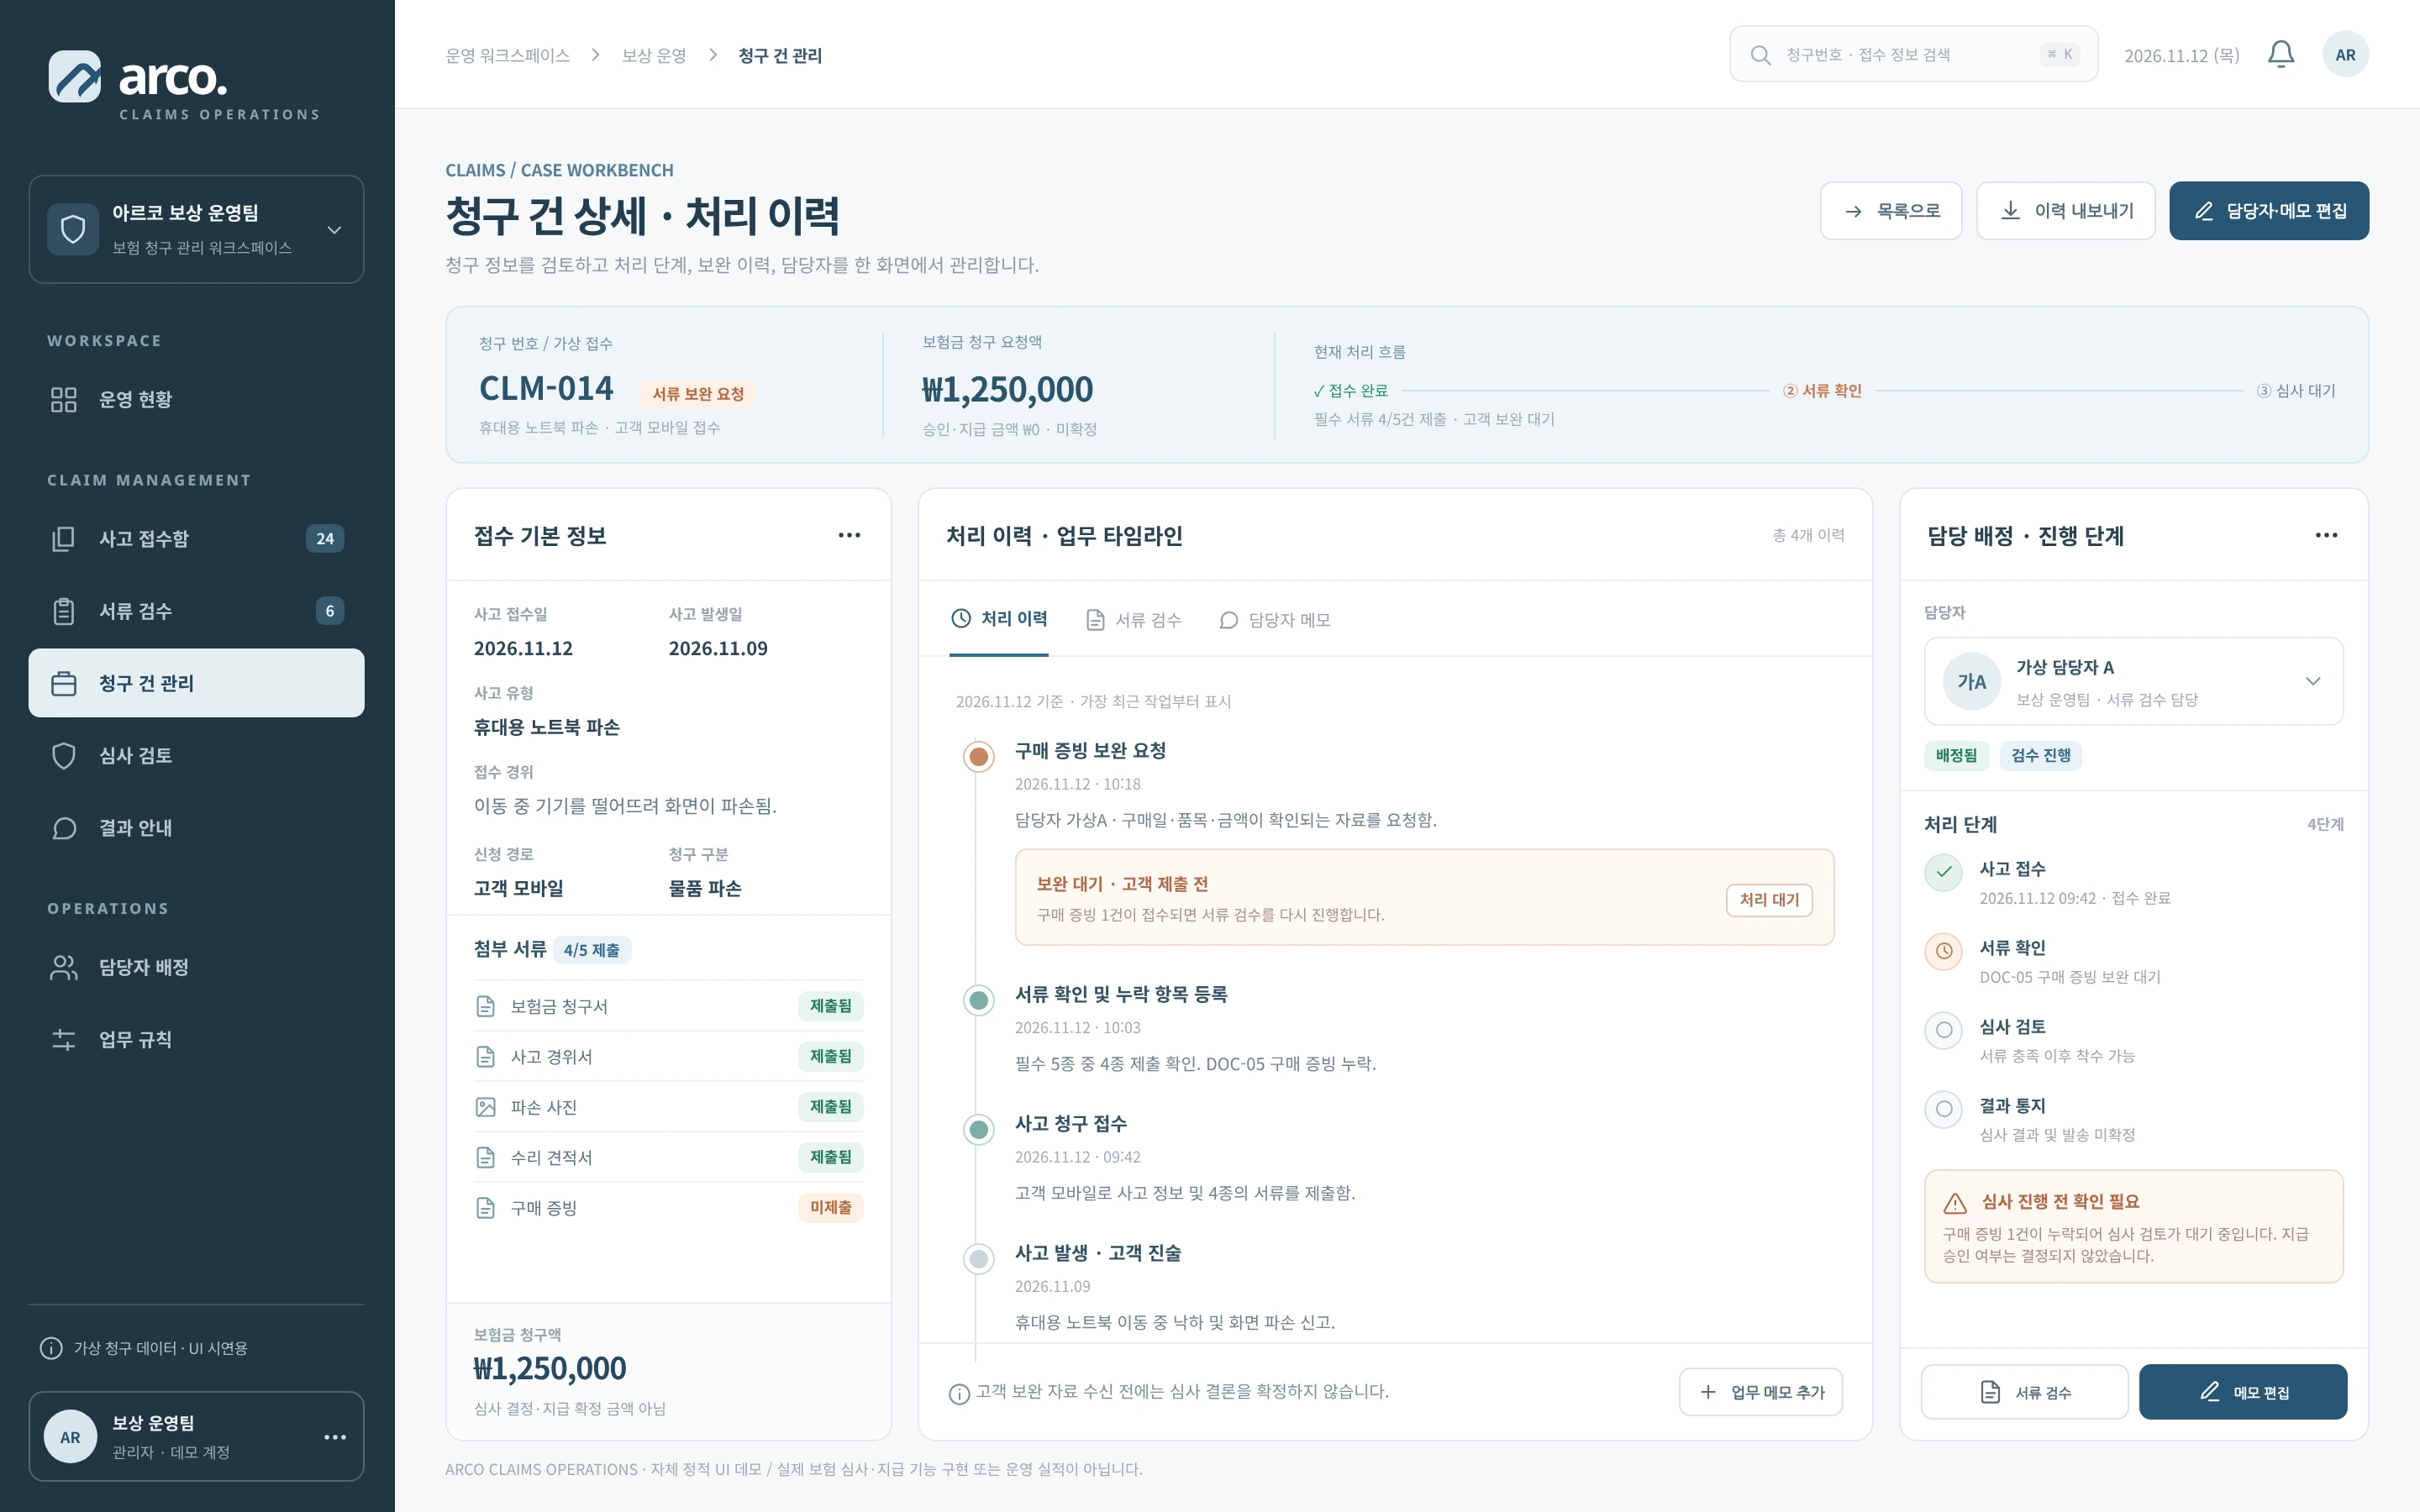 arco.
CLAIMS OPERATIONS
아르코 보상 운영팀
보험 청구 관리 워크스페이스
WORKSPACE
운영 현황
CLAIM MANAGEMENT
사고 접수함 24
서류 검수 6
청구 건 관리
심사 검토
결과 안내
OPERATIONS
담당자 배정
업무 규칙
가상 청구 데이터 · UI 시연용
AR
보상 운영팀
관리자 · 데모 계정
운영 워크스페이스 > 보상 운영 > 청구 건 관리
청구번호 · 접수 정보 검색 ⌘ K
2026.11.12 (목)
AR
CLAIMS / CASE WORKBENCH
청구 건 상세 · 처리 이력
청구 정보를 검토하고 처리 단계, 보완 이력, 담당자를 한 화면에서 관리합니다.
→ 목록으로
이력 내보내기
담당자·메모 편집
청구 번호 / 가상 접수
CLM-014 서류 보완 요청
휴대용 노트북 파손 · 고객 모바일 접수
보험금 청구 요청액
₩1,250,000
승인·지급 금액 ₩0 · 미확정
현재 처리 흐름
✓ 접수 완료 ② 서류 확인 ③ 심사 대기
필수 서류 4/5건 제출 · 고객 보완 대기
접수 기본 정보
사고 접수일 사고 발생일
2026.11.12 2026.11.09
사고 유형
휴대용 노트북 파손
접수 경위
이동 중 기기를 떨어뜨려 화면이 파손됨.
신청 경로 청구 구분
고객 모바일 물품 파손
첨부 서류 4/5 제출
보험금 청구서 제출됨
사고 경위서 제출됨
파손 사진 제출됨
수리 견적서 제출됨
구매 증빙 미제출
보험금 청구액
₩1,250,000
심사 결정·지급 확정 금액 아님
처리 이력 · 업무 타임라인 총 4개 이력
처리 이력 서류 검수 담당자 메모
2026.11.12 기준 · 가장 최근 작업부터 표시
구매 증빙 보완 요청
2026.11.12 · 10:18
담당자 가상A · 구매일·품목·금액이 확인되는 자료를 요청함.
보완 대기 · 고객 제출 전
구매 증빙 1건이 접수되면 서류 검수를 다시 진행합니다.
처리 대기
서류 확인 및 누락 항목 등록
2026.11.12 · 10:03
필수 5종 중 4종 제출 확인. DOC-05 구매 증빙 누락.
사고 청구 접수
2026.11.12 · 09:42
고객 모바일로 사고 정보 및 4종의 서류를 제출함.
사고 발생 · 고객 진술
2026.11.09
휴대용 노트북 이동 중 낙하 및 화면 파손 신고.
고객 보완 자료 수신 전에는 심사 결론을 확정하지 않습니다.
+ 업무 메모 추가
담당 배정 · 진행 단계
담당자
가A
가상 담당자 A
보상 운영팀 · 서류 검수 담당
배정됨 검수 진행
처리 단계 4단계
사고 접수
2026.11.12 09:42 · 접수 완료
서류 확인
DOC-05 구매 증빙 보완 대기
심사 검토
서류 충족 이후 착수 가능
결과 통지
심사 결과 및 발송 미확정
심사 진행 전 확인 필요
구매 증빙 1건이 누락되어 심사 검토가 대기 중입니다. 지급
승인 여부는 결정되지 않았습니다.
서류 검수
메모 편집
ARCO CLAIMS OPERATIONS · 자체 정적 UI 데모 / 실제 보험 심사·지급 기능 구현 또는 운영 실적이 아닙니다.